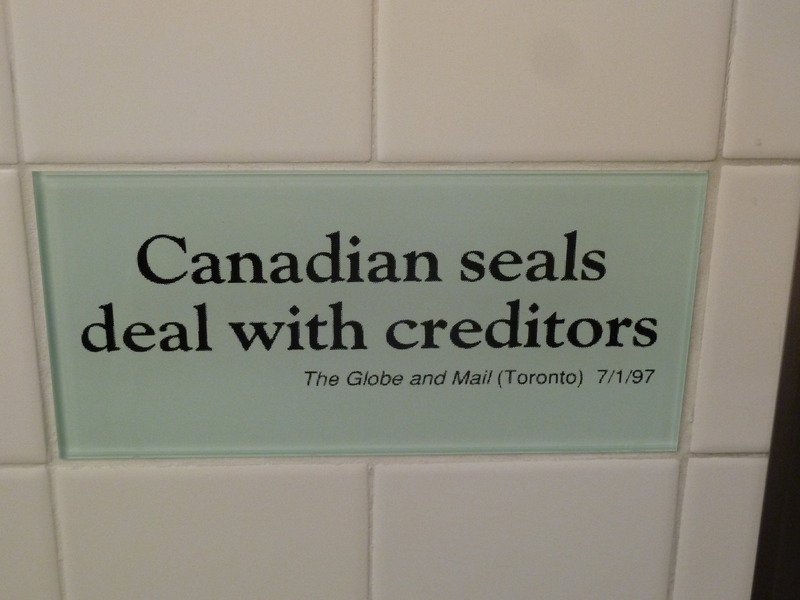 Canadian seals
deal with creditors
The Globe and Mail (Toronto) 7/1/97